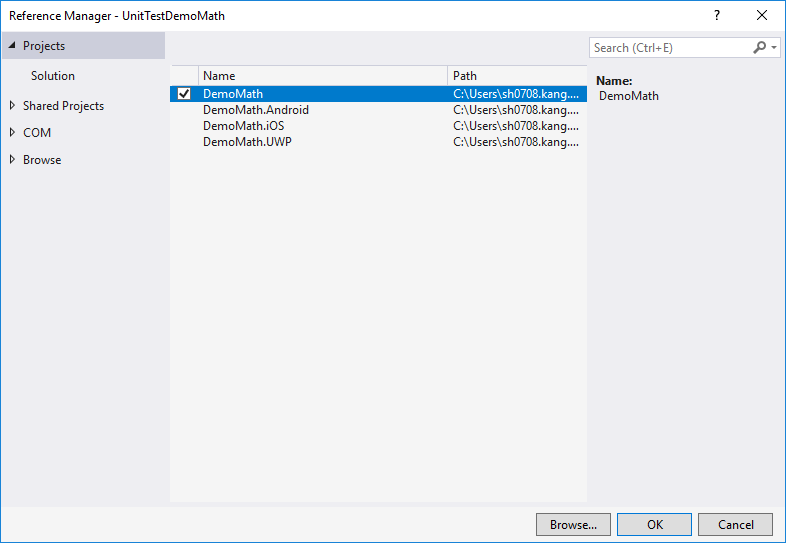 Reference Manager - UnitTestDemoMath
?
Projects
Search (Ctrl+E)
Solution
Name Path
Name:
DemoMath C:\Users\sh0708.kang....
DemoMath
Shared Projects
DemoMath.Android C:\Users\sh0708.kang....
DemoMath.iOS C:\Users\sh0708.kang....
COM
DemoMath.UWP C:\Users\sh0708.kang....
Browse
Browse... OK Cancel